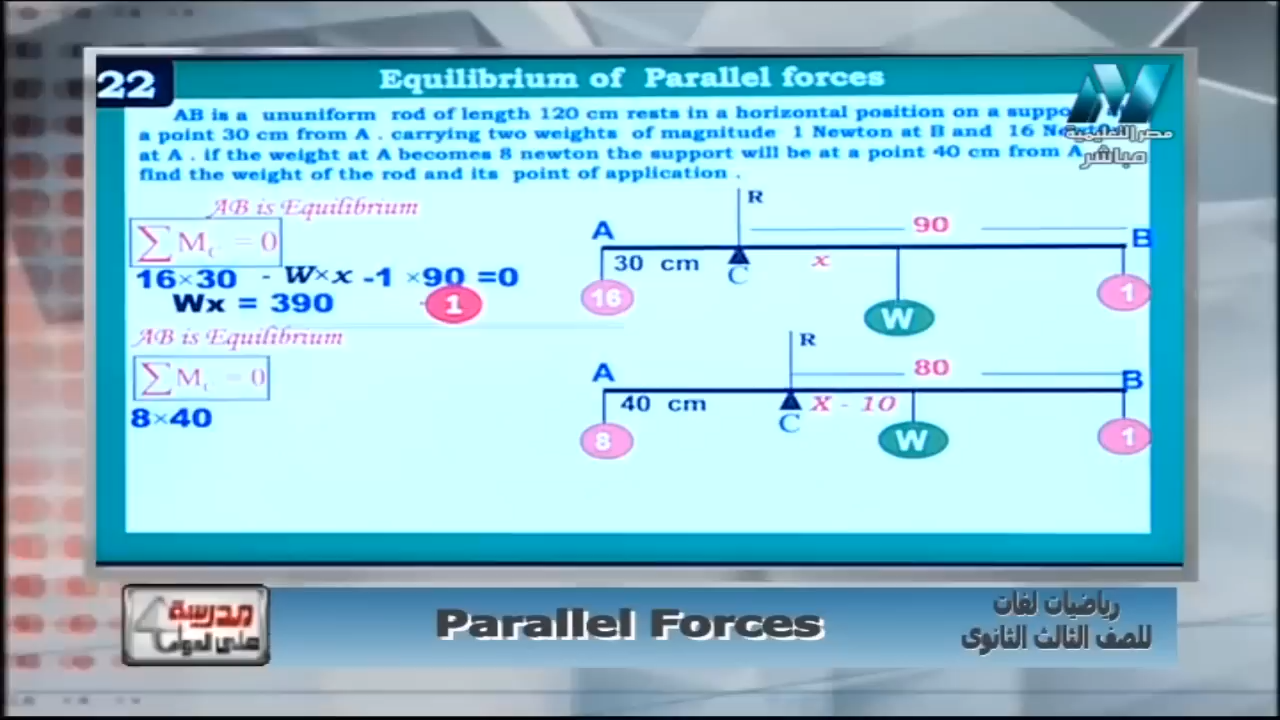 22
Equilibrium of Parallel forces
AB is a ununiform rod of length 120 cm rests in a horizontal position on a
a point 30 cm from A . carrying two weights of magnitude 1 Newton at B and 16
at A . if the weight at A becomes 8 newton the support will be at a point 40 cm from A
find the weight of the rod and its point of application .
مصر التعليمية
مباشر
AB is Equilibrium
∑ M_C = 0
16×30 - W×x -1 ×90 =0
Wx = 390 1
AB is Equilibrium
∑ M_C = 0
8×40
R
A 90 B
30 cm C x
16 W 1
R
A 80 B
40 cm C X - 10
8 W 1
مدرسة
على الهواء
4
Parallel Forces
رياضيات لغات
للصف الثالث الثانوى